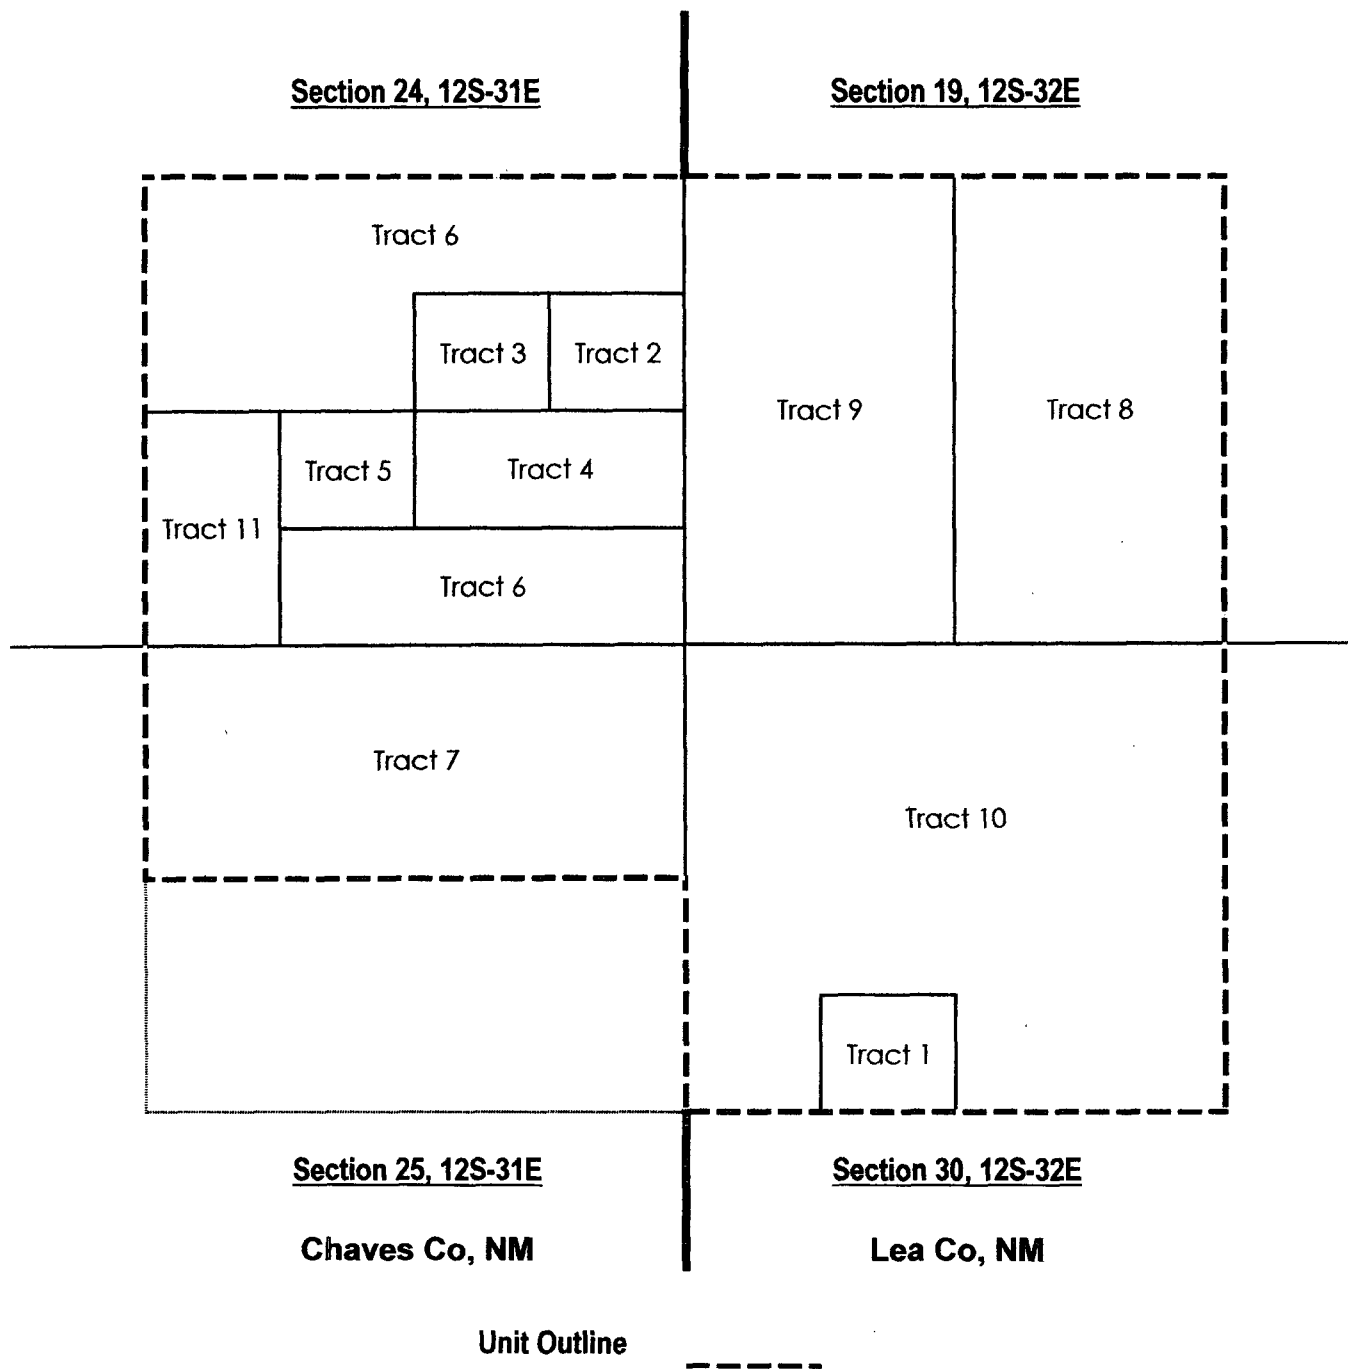 Section 24, 12S-31E
Section 19, 12S-32E
Tract 6
Tract 3
Tract 2
Tract 9
Tract 8
Tract 5
Tract 4
Tract 11
Tract 6
Tract 7
Tract 10
Tract 1
Section 25, 12S-31E
Section 30, 12S-32E
Chaves Co, NM
Lea Co, NM
Unit Outline